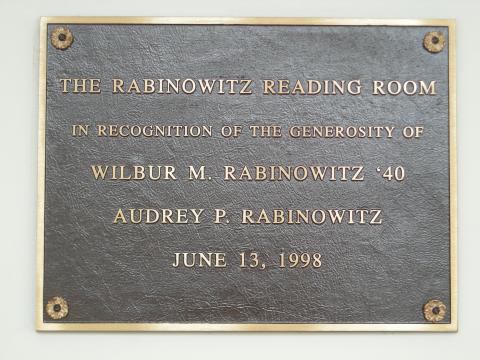 THE RABINOWITZ READING ROOM
IN RECOGNITION OF THE GENEROSITY OF
WILBUR M. RABINOWITZ ‘40
AUDREY P. RABINOWITZ
JUNE 13, 1998